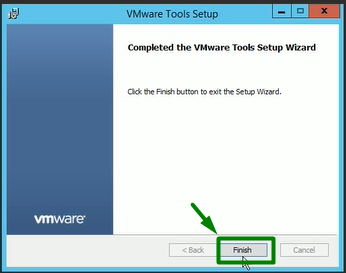 VMware Tools Setup
Completed the VMware Tools Setup Wizard
Click the Finish button to exit the Setup Wizard.
vmware
< Back
Finish
Cancel